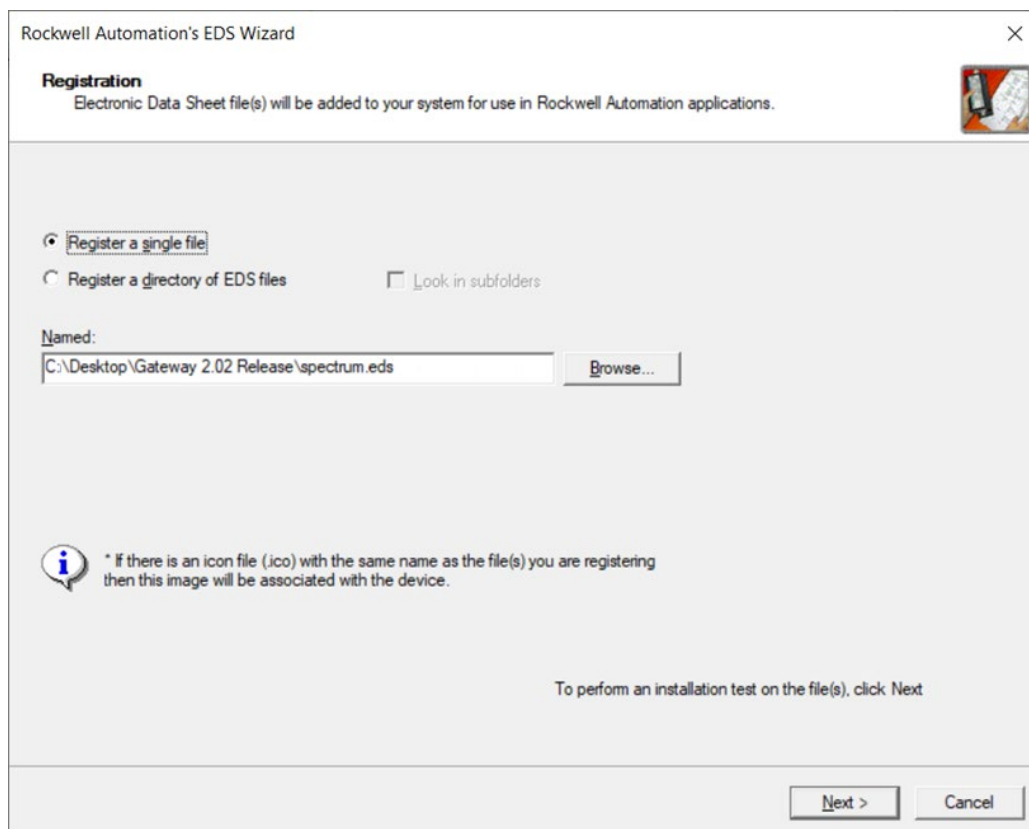 Rockwell Automation's EDS Wizard
Registration
Electronic Data Sheet file(s) will be added to your system for use in Rockwell Automation applications.
Register a single file
Register a directory of EDS files
Look in subfolders
Named:
C:\Desktop\Gateway 2.02 Release\spectrum.eds
Browse...
* If there is an icon file (.ico) with the same name as the file(s) you are registering
then this image will be associated with the device.
To perform an installation test on the file(s), click Next
Next >
Cancel